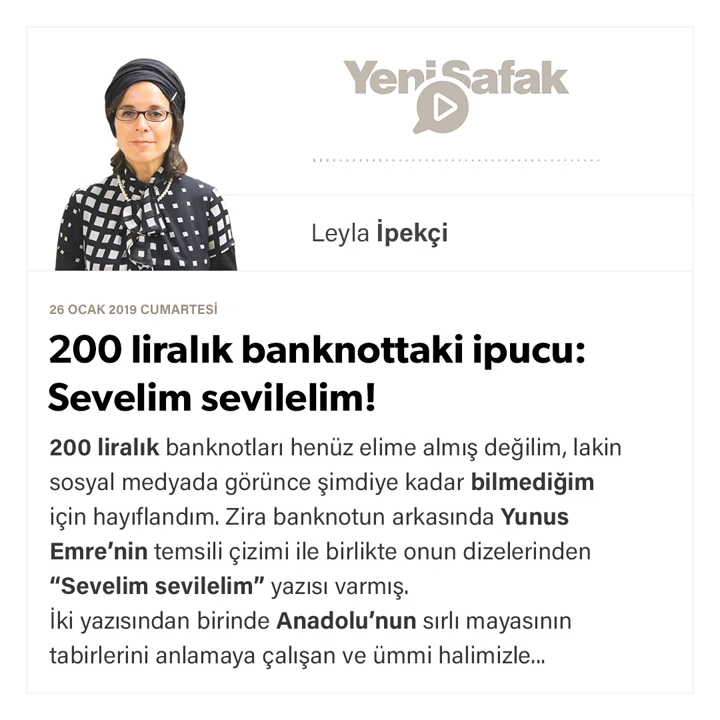 Yeni Şafak
Leyla İpekçi
26 OCAK 2019 CUMARTESİ
200 liralık banknottaki ipucu:
Sevelim sevilelim!
200 liralık banknotları henüz elime almış değilim, lakin
sosyal medyada görünce şimdiye kadar bilmediğim
için hayıflandım. Zira banknotun arkasında Yunus
Emre’nin temsili çizimi ile birlikte onun dizelerinden
“Sevelim sevilelim” yazısı varmış.
İki yazısından birinde Anadolu’nun sırlı mayasının
tabirlerini anlamaya çalışan ve ümmi halimizle...